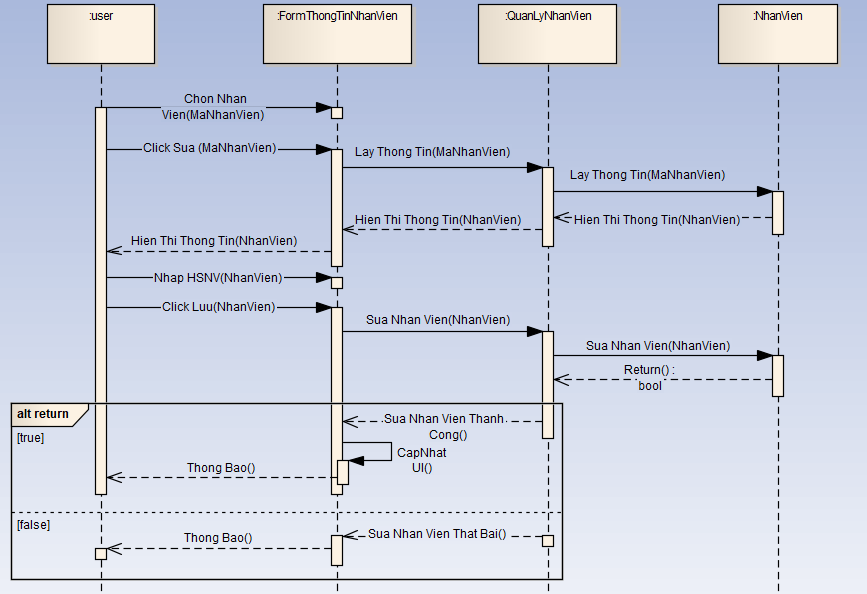 :user
:FormThongTinNhanVien
:QuanLyNhanVien
:NhanVien
Chon Nhan
Vien(MaNhanVien)
Click Sua (MaNhanVien)
Lay Thong Tin(MaNhanVien)
Lay Thong Tin(MaNhanVien)
Hien Thi Thong Tin(NhanVien)
Hien Thi Thong Tin(NhanVien)
Hien Thi Thong Tin(NhanVien)
Nhap HSNV(NhanVien)
Click Luu(NhanVien)
Sua Nhan Vien(NhanVien)
Sua Nhan Vien(NhanVien)
Return() :
bool
alt return
[true]
Sua Nhan Vien Thanh
Cong()
CapNhat
UI()
Thong Bao()
[false]
Sua Nhan Vien That Bai()
Thong Bao()